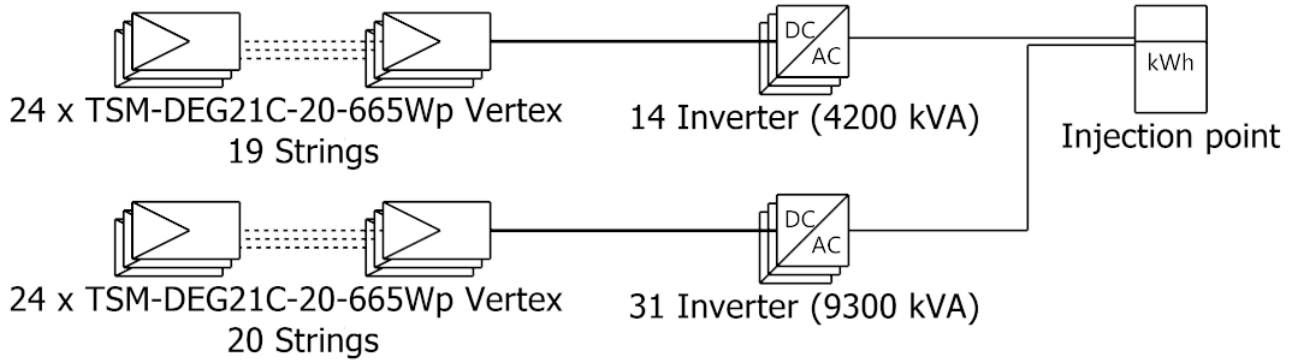 DC
AC
kWh
24 x TSM-DEG21C-20-665Wp Vertex
19 Strings
14 Inverter (4200 kVA)
Injection point
DC
AC
24 x TSM-DEG21C-20-665Wp Vertex
20 Strings
31 Inverter (9300 kVA)